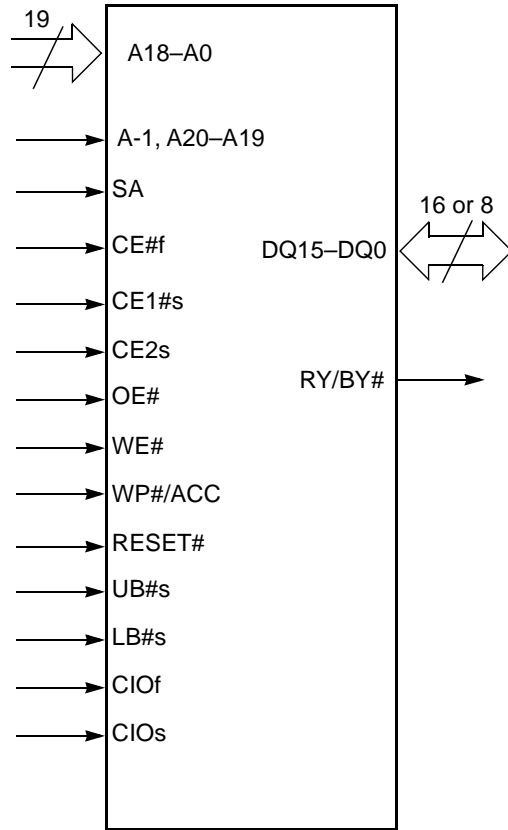 19
A18–A0
A-1, A20–A19
SA
16 or 8
CE#f
DQ15–DQ0
CE1#s
CE2s
RY/BY#
OE#
WE#
WP#/ACC
RESET#
UB#s
LB#s
CIOf
CIOs